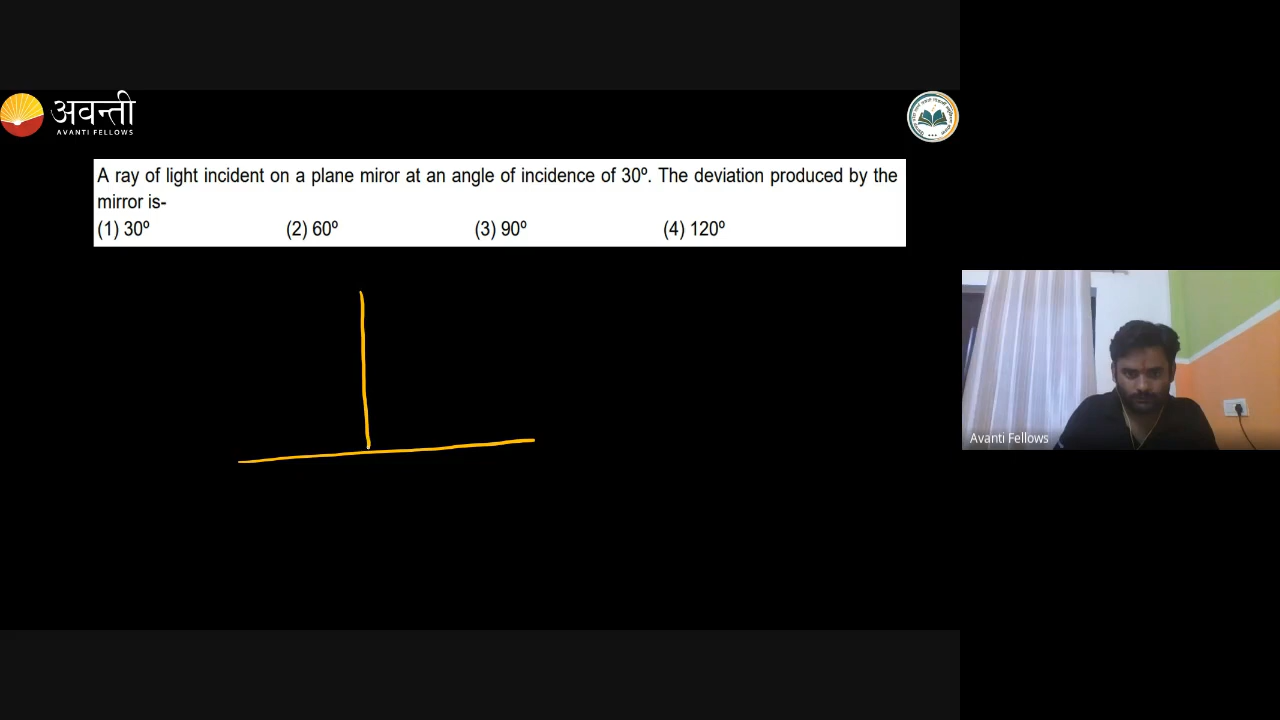 अवन्ती
AVANTI FELLOWS
A ray of light incident on a plane miror at an angle of incidence of 30º. The deviation produced by the
mirror is-
(1) 30º (2) 60º (3) 90º (4) 120º
Avanti Fellows